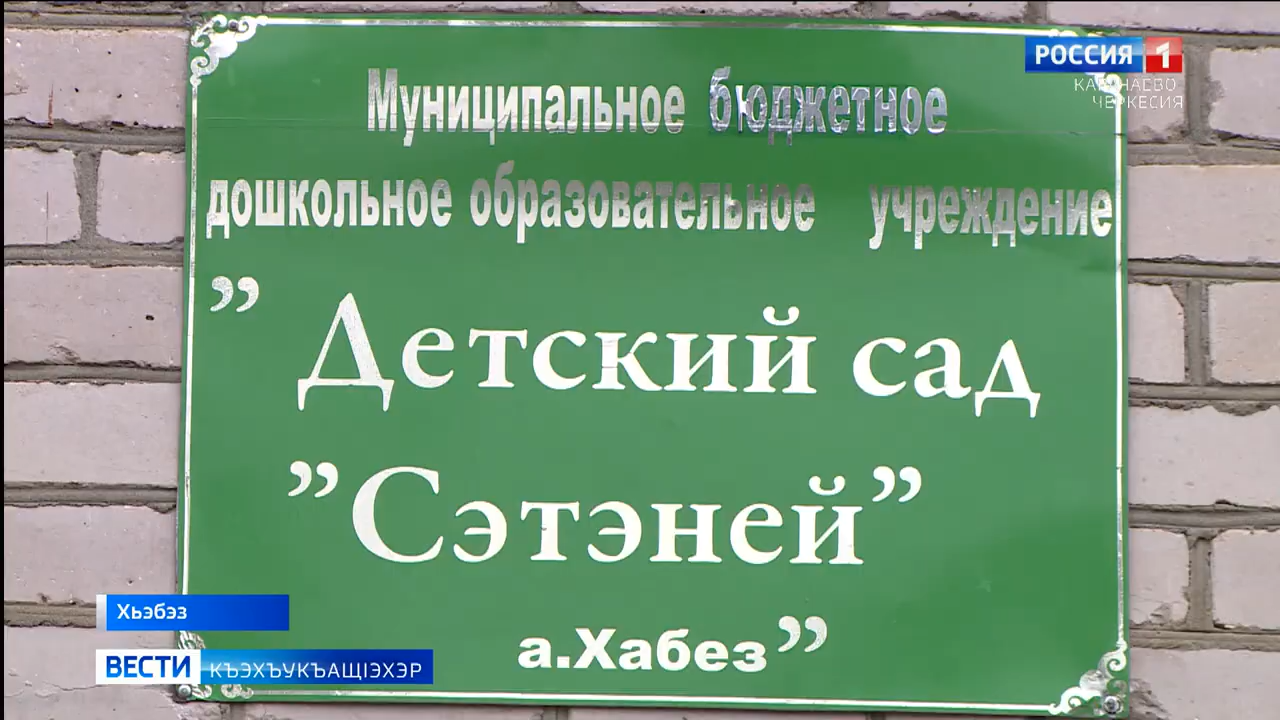 РОССИЯ 1
КАРАЧАЕВО-
ЧЕРКЕСИЯ
Муниципальное бюджетное
дошкольное образовательное учреждение
” Детский сад
”Сэтэней”
а.Хабез”
Хьэбэз
ВЕСТИ КЪЭХЪУКЪАЩІЭХЭР